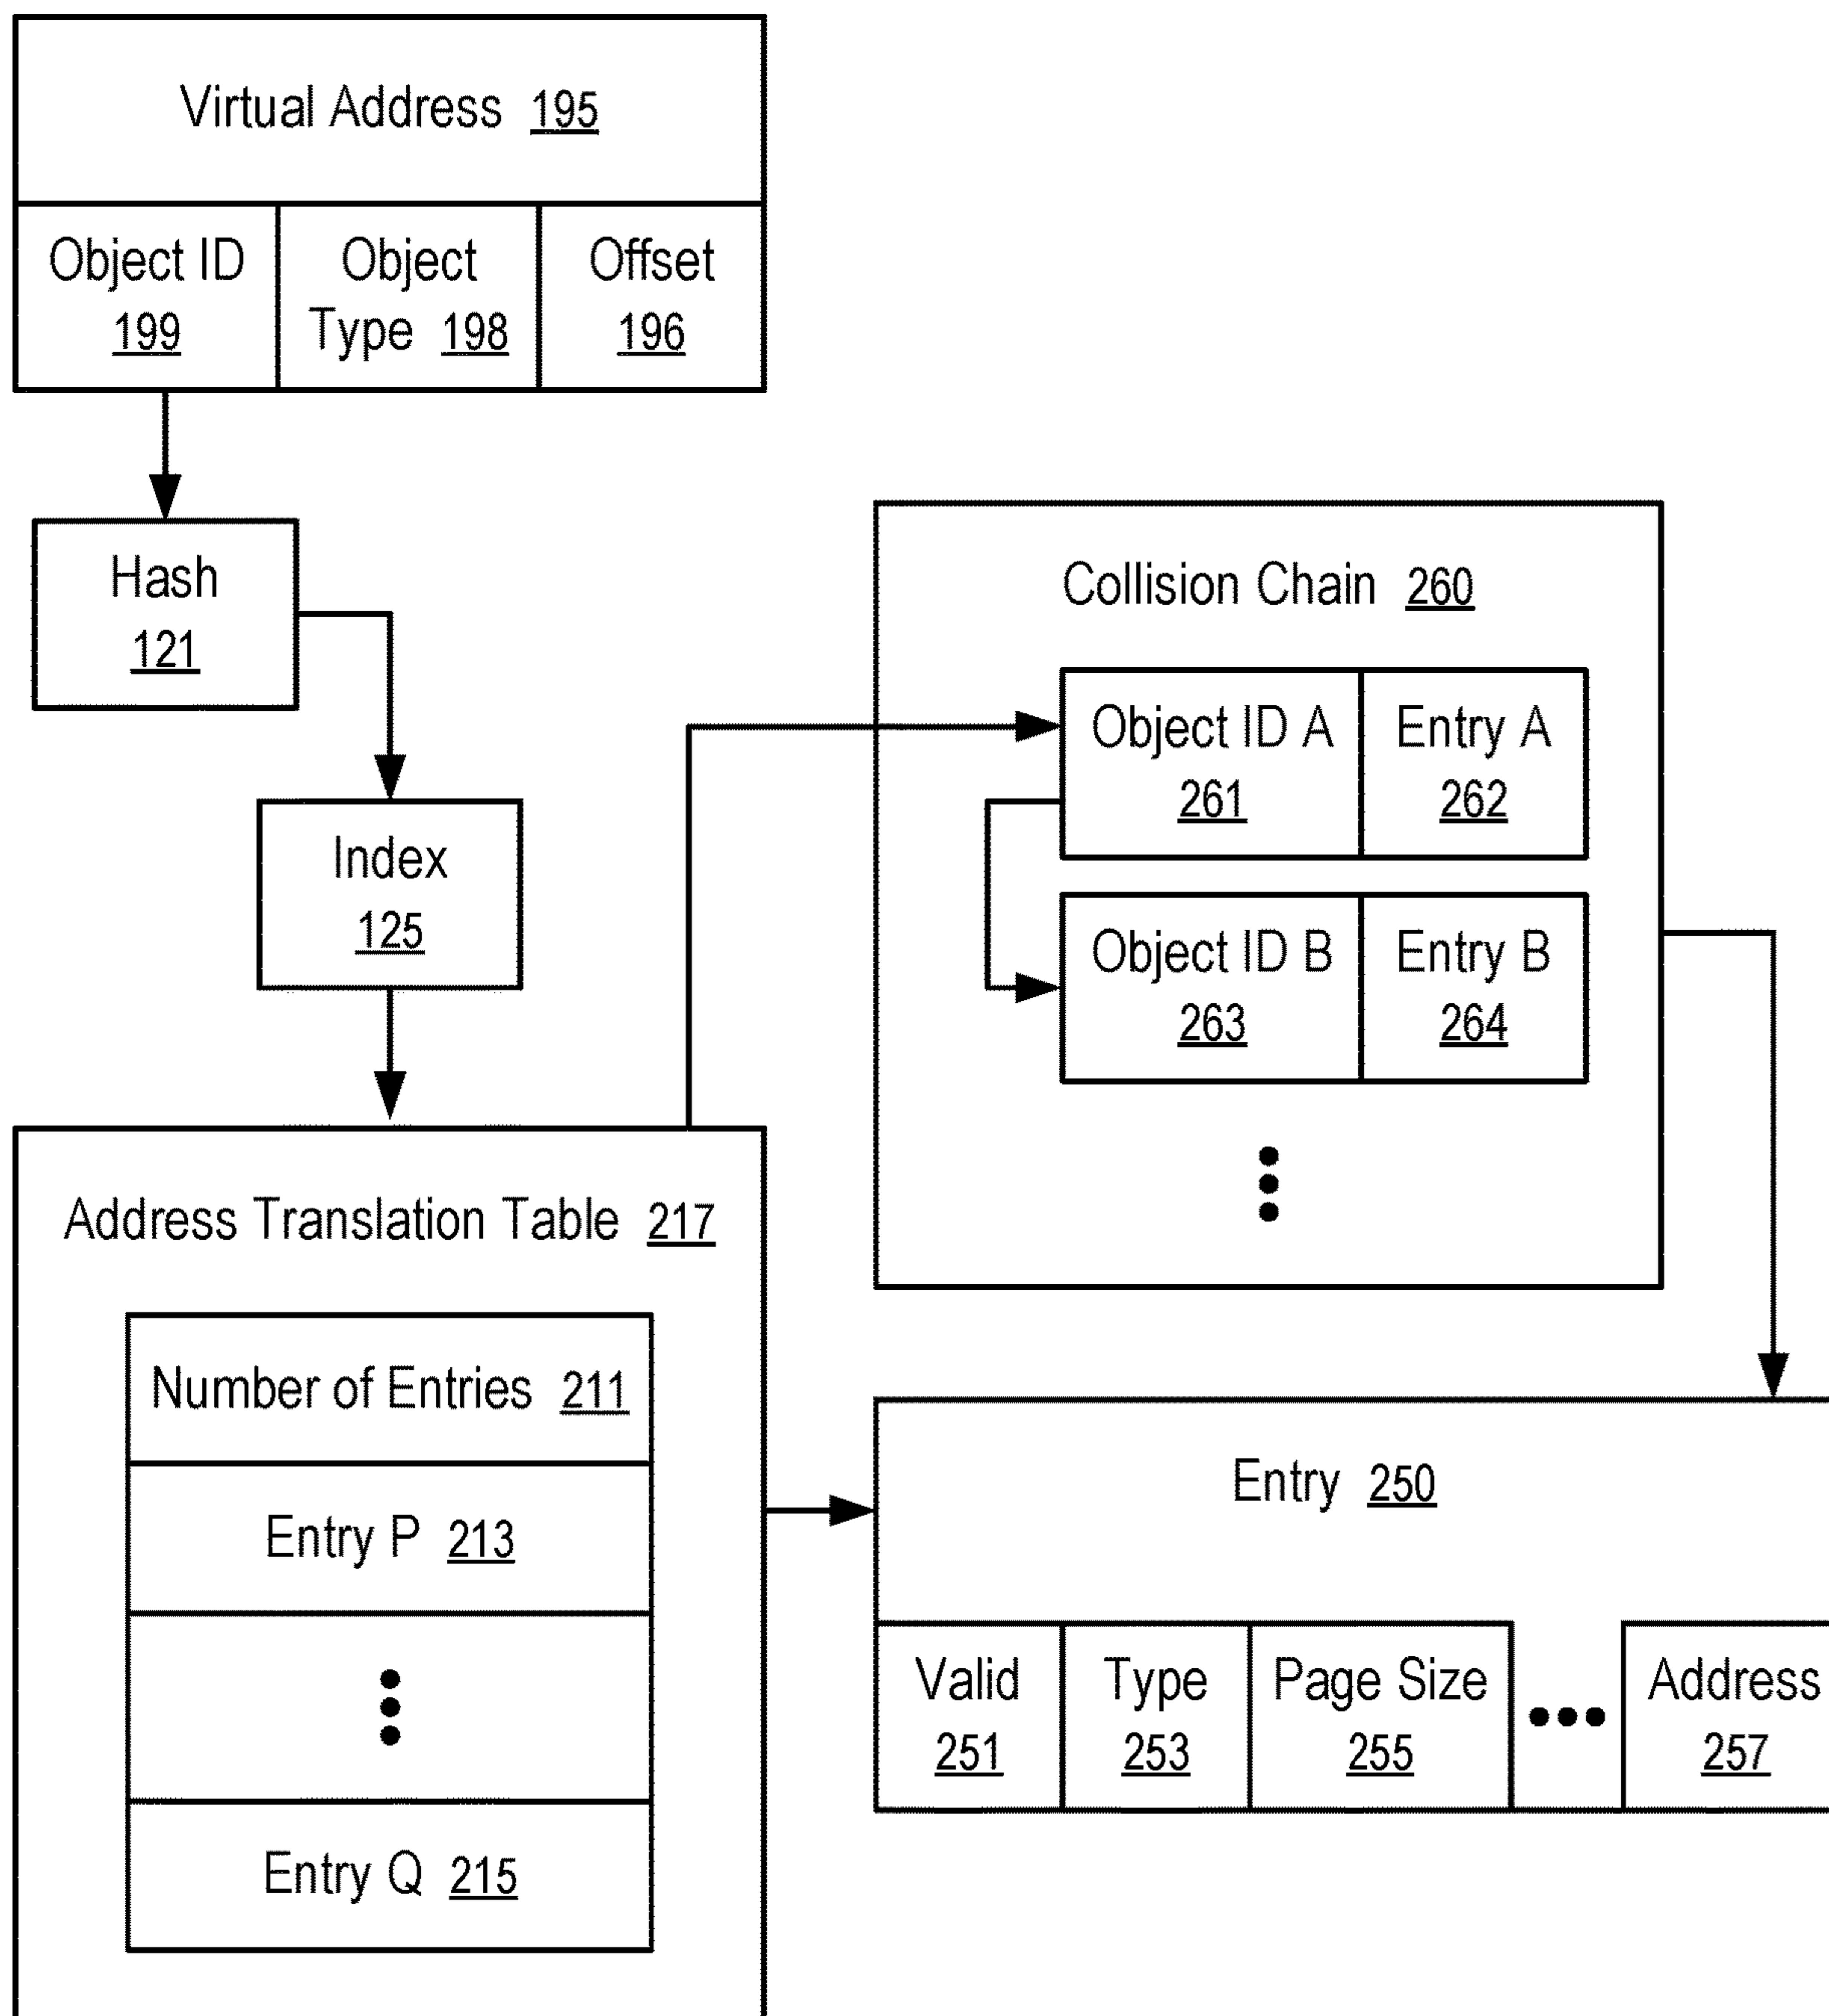 Virtual Address 195
Object ID
199
Object
Type 198
Offset
196
Hash
121
Index
125
Collision Chain 260
Object ID A
261
Entry A
262
Object ID B
263
Entry B
264
Address Translation Table 217
Number of Entries 211
Entry P 213
Entry Q 215
Entry 250
Valid
251
Type
253
Page Size
255
Address
257